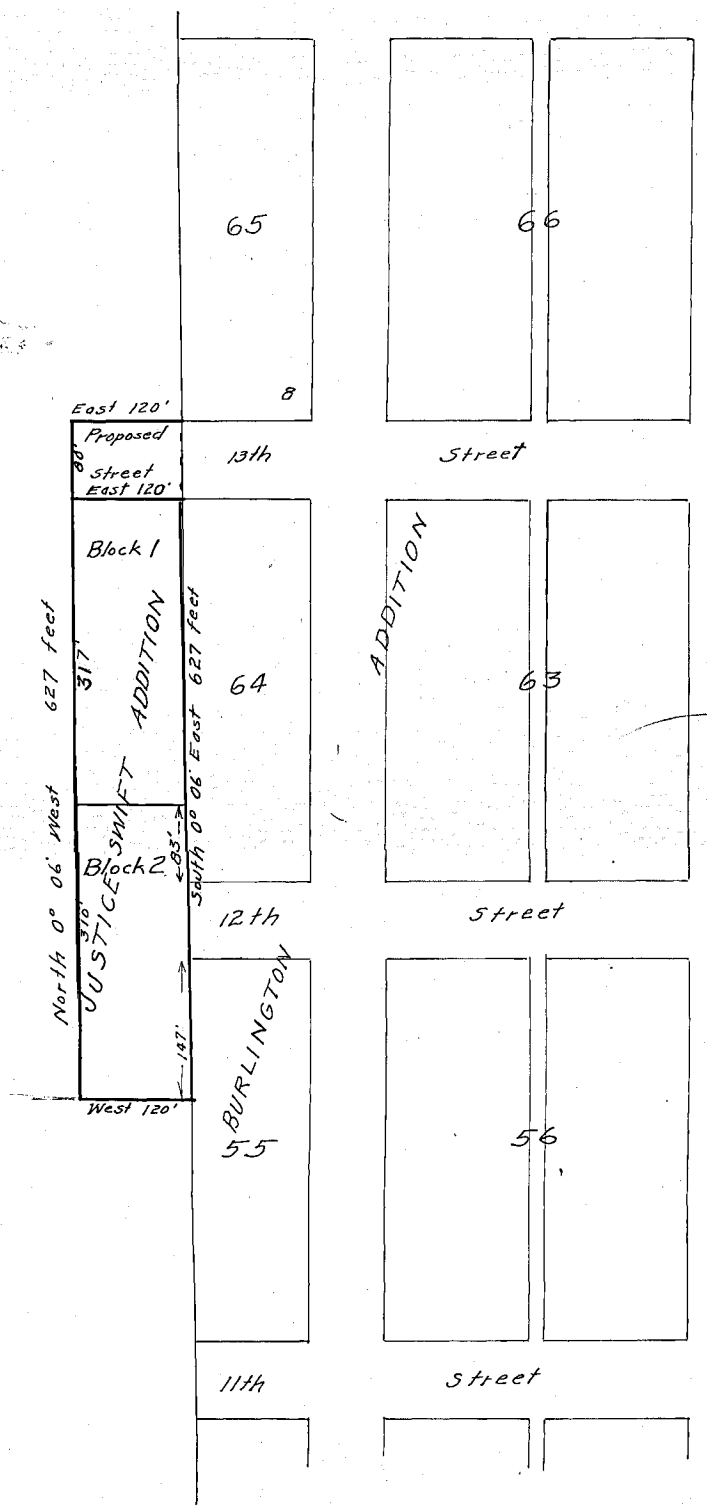 65
66
8
East 120'
Proposed
Street
80'
East 120'
13th Street
Block 1
317'
64
63
North 0° 06' West 627 feet
South 0° 06' East 627 feet
JUSTICE SWIFT ADDITION
BURLINGTON ADDITION
83'
Block 2
310'
12th Street
147'
West 120'
55
56
11th Street